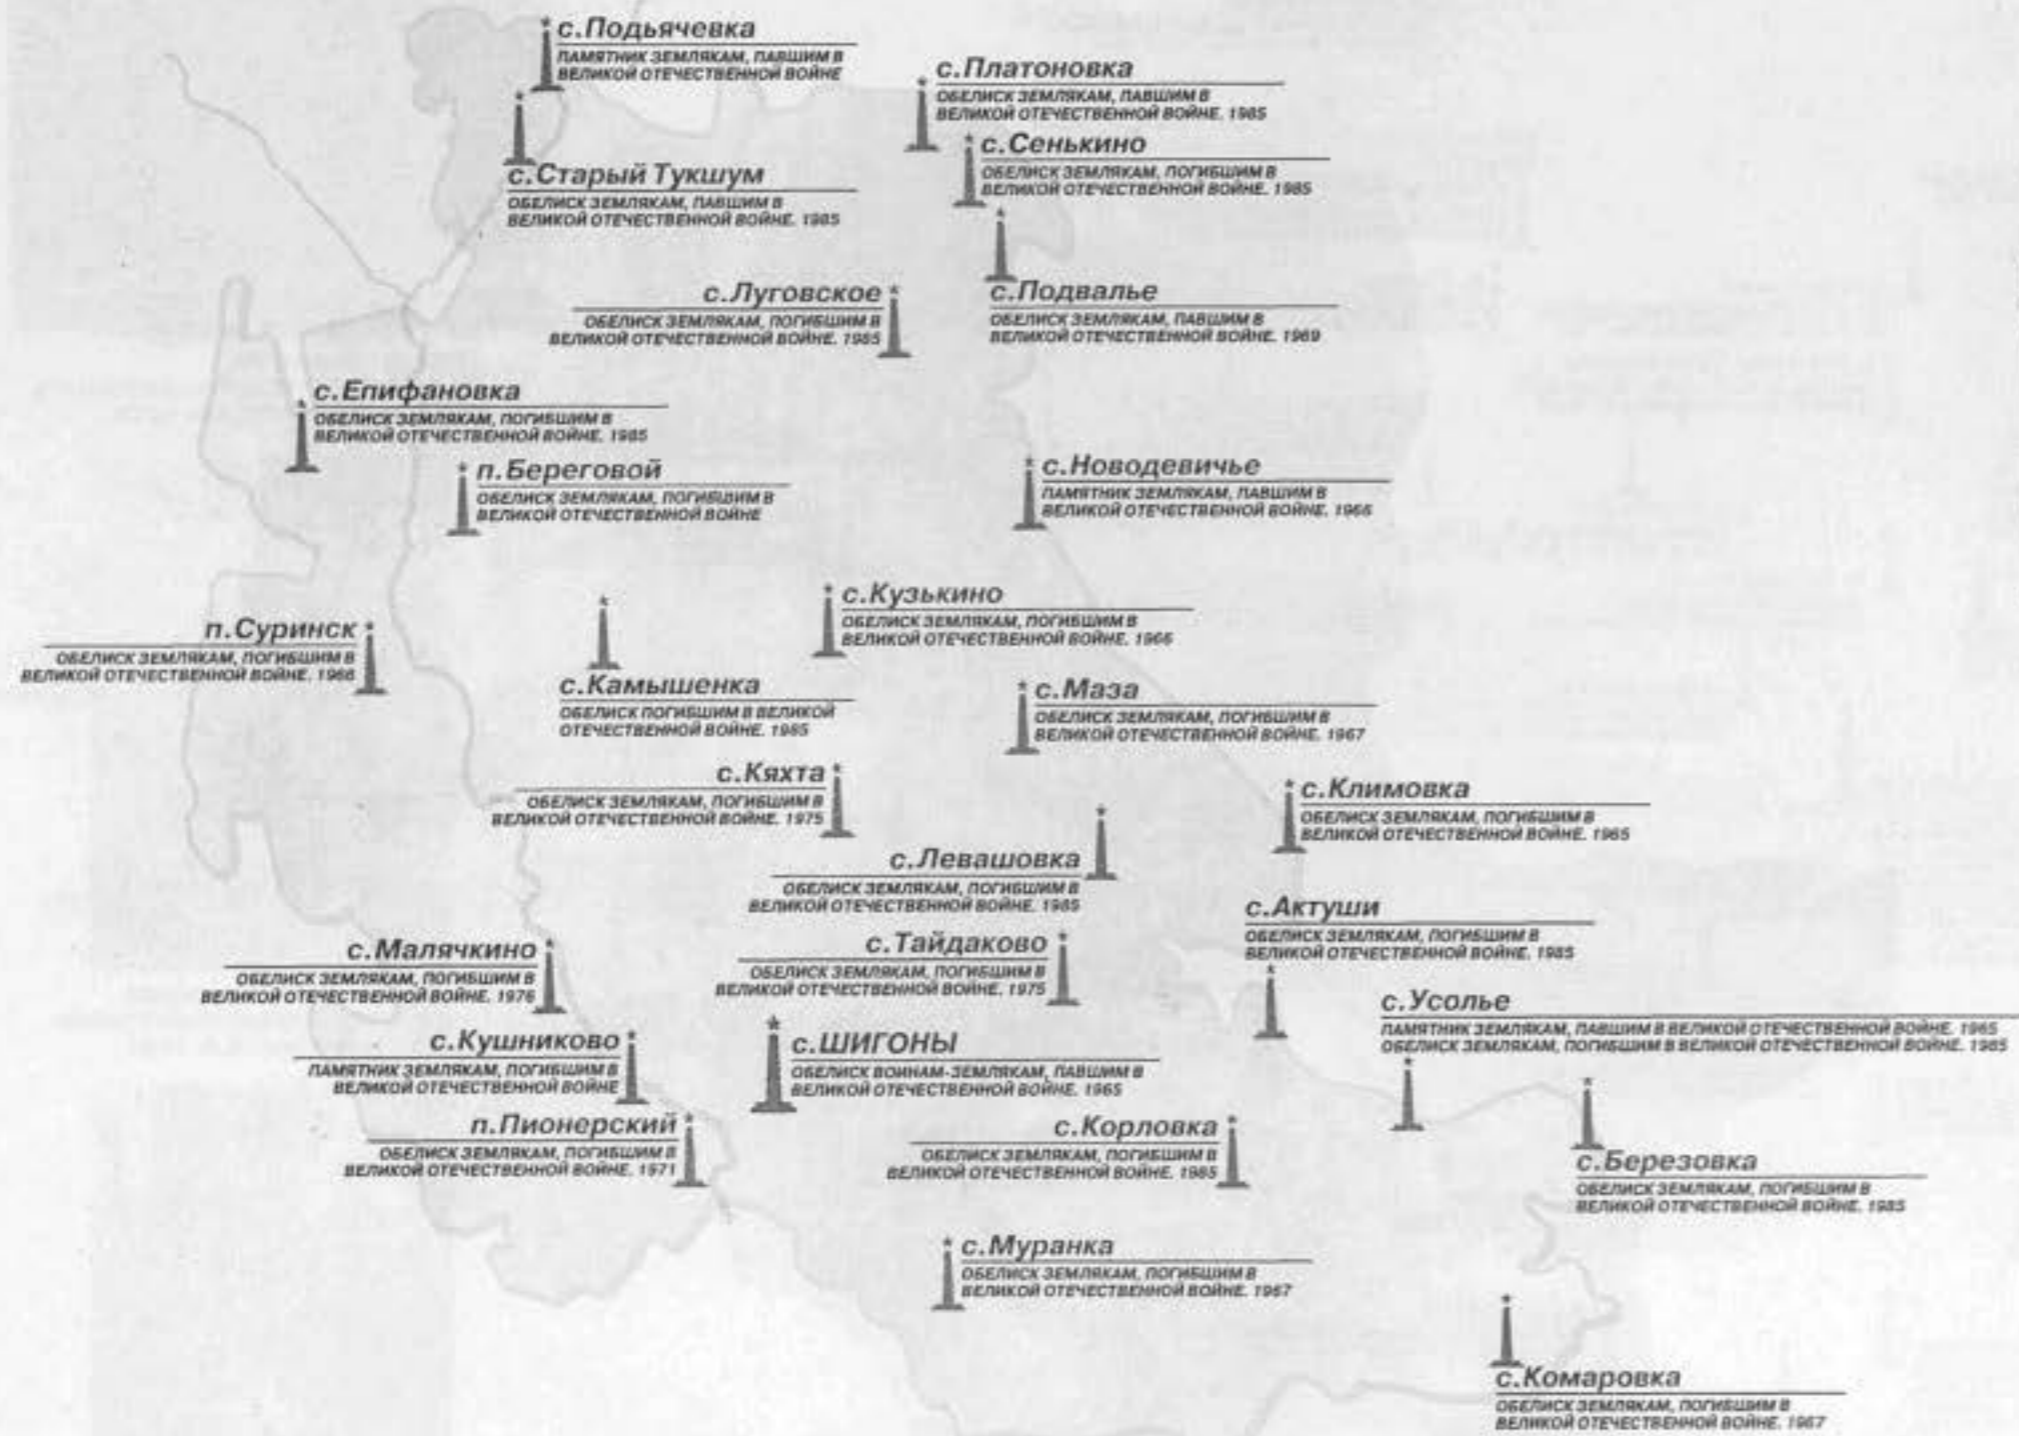 с.Подьячевка
ПАМЯТНИК ЗЕМЛЯКАМ, ПАВШИМ В
ВЕЛИКОЙ ОТЕЧЕСТВЕННОЙ ВОЙНЕ
с.Платоновка
ОБЕЛИСК ЗЕМЛЯКАМ, ПАВШИМ В
ВЕЛИКОЙ ОТЕЧЕСТВЕННОЙ ВОЙНЕ. 1985
с.Сенькино
ОБЕЛИСК ЗЕМЛЯКАМ, ПОГИБШИМ В
ВЕЛИКОЙ ОТЕЧЕСТВЕННОЙ ВОЙНЕ. 1985
с.Старый Тукшум
ОБЕЛИСК ЗЕМЛЯКАМ, ПАВШИМ В
ВЕЛИКОЙ ОТЕЧЕСТВЕННОЙ ВОЙНЕ. 1985
с.Луговское
ОБЕЛИСК ЗЕМЛЯКАМ, ПОГИБШИМ В
ВЕЛИКОЙ ОТЕЧЕСТВЕННОЙ ВОЙНЕ. 1985
с.Подвалье
ОБЕЛИСК ЗЕМЛЯКАМ, ПАВШИМ В
ВЕЛИКОЙ ОТЕЧЕСТВЕННОЙ ВОЙНЕ. 1969
с.Епифановка
ОБЕЛИСК ЗЕМЛЯКАМ, ПОГИБШИМ В
ВЕЛИКОЙ ОТЕЧЕСТВЕННОЙ ВОЙНЕ. 1985
п.Береговой
ОБЕЛИСК ЗЕМЛЯКАМ, ПОГИБШИМ В
ВЕЛИКОЙ ОТЕЧЕСТВЕННОЙ ВОЙНЕ
с.Новодевичье
ПАМЯТНИК ЗЕМЛЯКАМ, ПАВШИМ В
ВЕЛИКОЙ ОТЕЧЕСТВЕННОЙ ВОЙНЕ. 1966
с.Кузькино
ОБЕЛИСК ЗЕМЛЯКАМ, ПОГИБШИМ В
ВЕЛИКОЙ ОТЕЧЕСТВЕННОЙ ВОЙНЕ. 1966
п.Суринск
ОБЕЛИСК ЗЕМЛЯКАМ, ПОГИБШИМ В
ВЕЛИКОЙ ОТЕЧЕСТВЕННОЙ ВОЙНЕ.
с.Камышенка
ОБЕЛИСК ПОГИБШИМ В ВЕЛИКОЙ
ОТЕЧЕСТВЕННОЙ ВОЙНЕ. 1985
с.Маза
ОБЕЛИСК ЗЕМЛЯКАМ, ПОГИБШИМ В
ВЕЛИКОЙ ОТЕЧЕСТВЕННОЙ ВОЙНЕ. 1967
с.Кяхта
ОБЕЛИСК ЗЕМЛЯКАМ, ПОГИБШИМ В
ВЕЛИКОЙ ОТЕЧЕСТВЕННОЙ ВОЙНЕ. 1975
с.Климовка
ОБЕЛИСК ЗЕМЛЯКАМ, ПОГИБШИМ В
ВЕЛИКОЙ ОТЕЧЕСТВЕННОЙ ВОЙНЕ.
с.Левашовка
ОБЕЛИСК ЗЕМЛЯКАМ, ПОГИБШИМ В
ВЕЛИКОЙ ОТЕЧЕСТВЕННОЙ ВОЙНЕ. 1985
с.Актуши
ОБЕЛИСК ЗЕМЛЯКАМ, ПОГИБШИМ В
ВЕЛИКОЙ ОТЕЧЕСТВЕННОЙ ВОЙНЕ. 1985
с.Малячкино
ОБЕЛИСК ЗЕМЛЯКАМ, ПОГИБШИМ В
ВЕЛИКОЙ ОТЕЧЕСТВЕННОЙ ВОЙНЕ. 1976
с.Тайдаково
ОБЕЛИСК ЗЕМЛЯКАМ, ПОГИБШИМ В
ВЕЛИКОЙ ОТЕЧЕСТВЕННОЙ ВОЙНЕ. 1975
с.Усолье
ПАМЯТНИК ЗЕМЛЯКАМ, ПАВШИМ В ВЕЛИКОЙ ОТЕЧЕСТВЕННОЙ ВОЙНЕ. 1965
ОБЕЛИСК ЗЕМЛЯКАМ, ПОГИБШИМ В ВЕЛИКОЙ ОТЕЧЕСТВЕННОЙ ВОЙНЕ. 1985
с.Кушниково
ПАМЯТНИК ЗЕМЛЯКАМ, ПОГИБШИМ В
ВЕЛИКОЙ ОТЕЧЕСТВЕННОЙ ВОЙНЕ
с.ШИГОНЫ
ОБЕЛИСК ВОИНАМ-ЗЕМЛЯКАМ, ПАВШИМ В
ВЕЛИКОЙ ОТЕЧЕСТВЕННОЙ ВОЙНЕ. 1965
п.Пионерский
ОБЕЛИСК ЗЕМЛЯКАМ, ПОГИБШИМ В
ВЕЛИКОЙ ОТЕЧЕСТВЕННОЙ ВОЙНЕ. 1971
с.Корловка
ОБЕЛИСК ЗЕМЛЯКАМ, ПОГИБШИМ В
ВЕЛИКОЙ ОТЕЧЕСТВЕННОЙ ВОЙНЕ. 1985
с.Березовка
ОБЕЛИСК ЗЕМЛЯКАМ, ПОГИБШИМ В
ВЕЛИКОЙ ОТЕЧЕСТВЕННОЙ ВОЙНЕ. 1985
с.Муранка
ОБЕЛИСК ЗЕМЛЯКАМ, ПОГИБШИМ В
ВЕЛИКОЙ ОТЕЧЕСТВЕННОЙ ВОЙНЕ. 1967
с.Комаровка
ОБЕЛИСК ЗЕМЛЯКАМ, ПОГИБШИМ В
ВЕЛИКОЙ ОТЕЧЕСТВЕННОЙ ВОЙНЕ. 1967